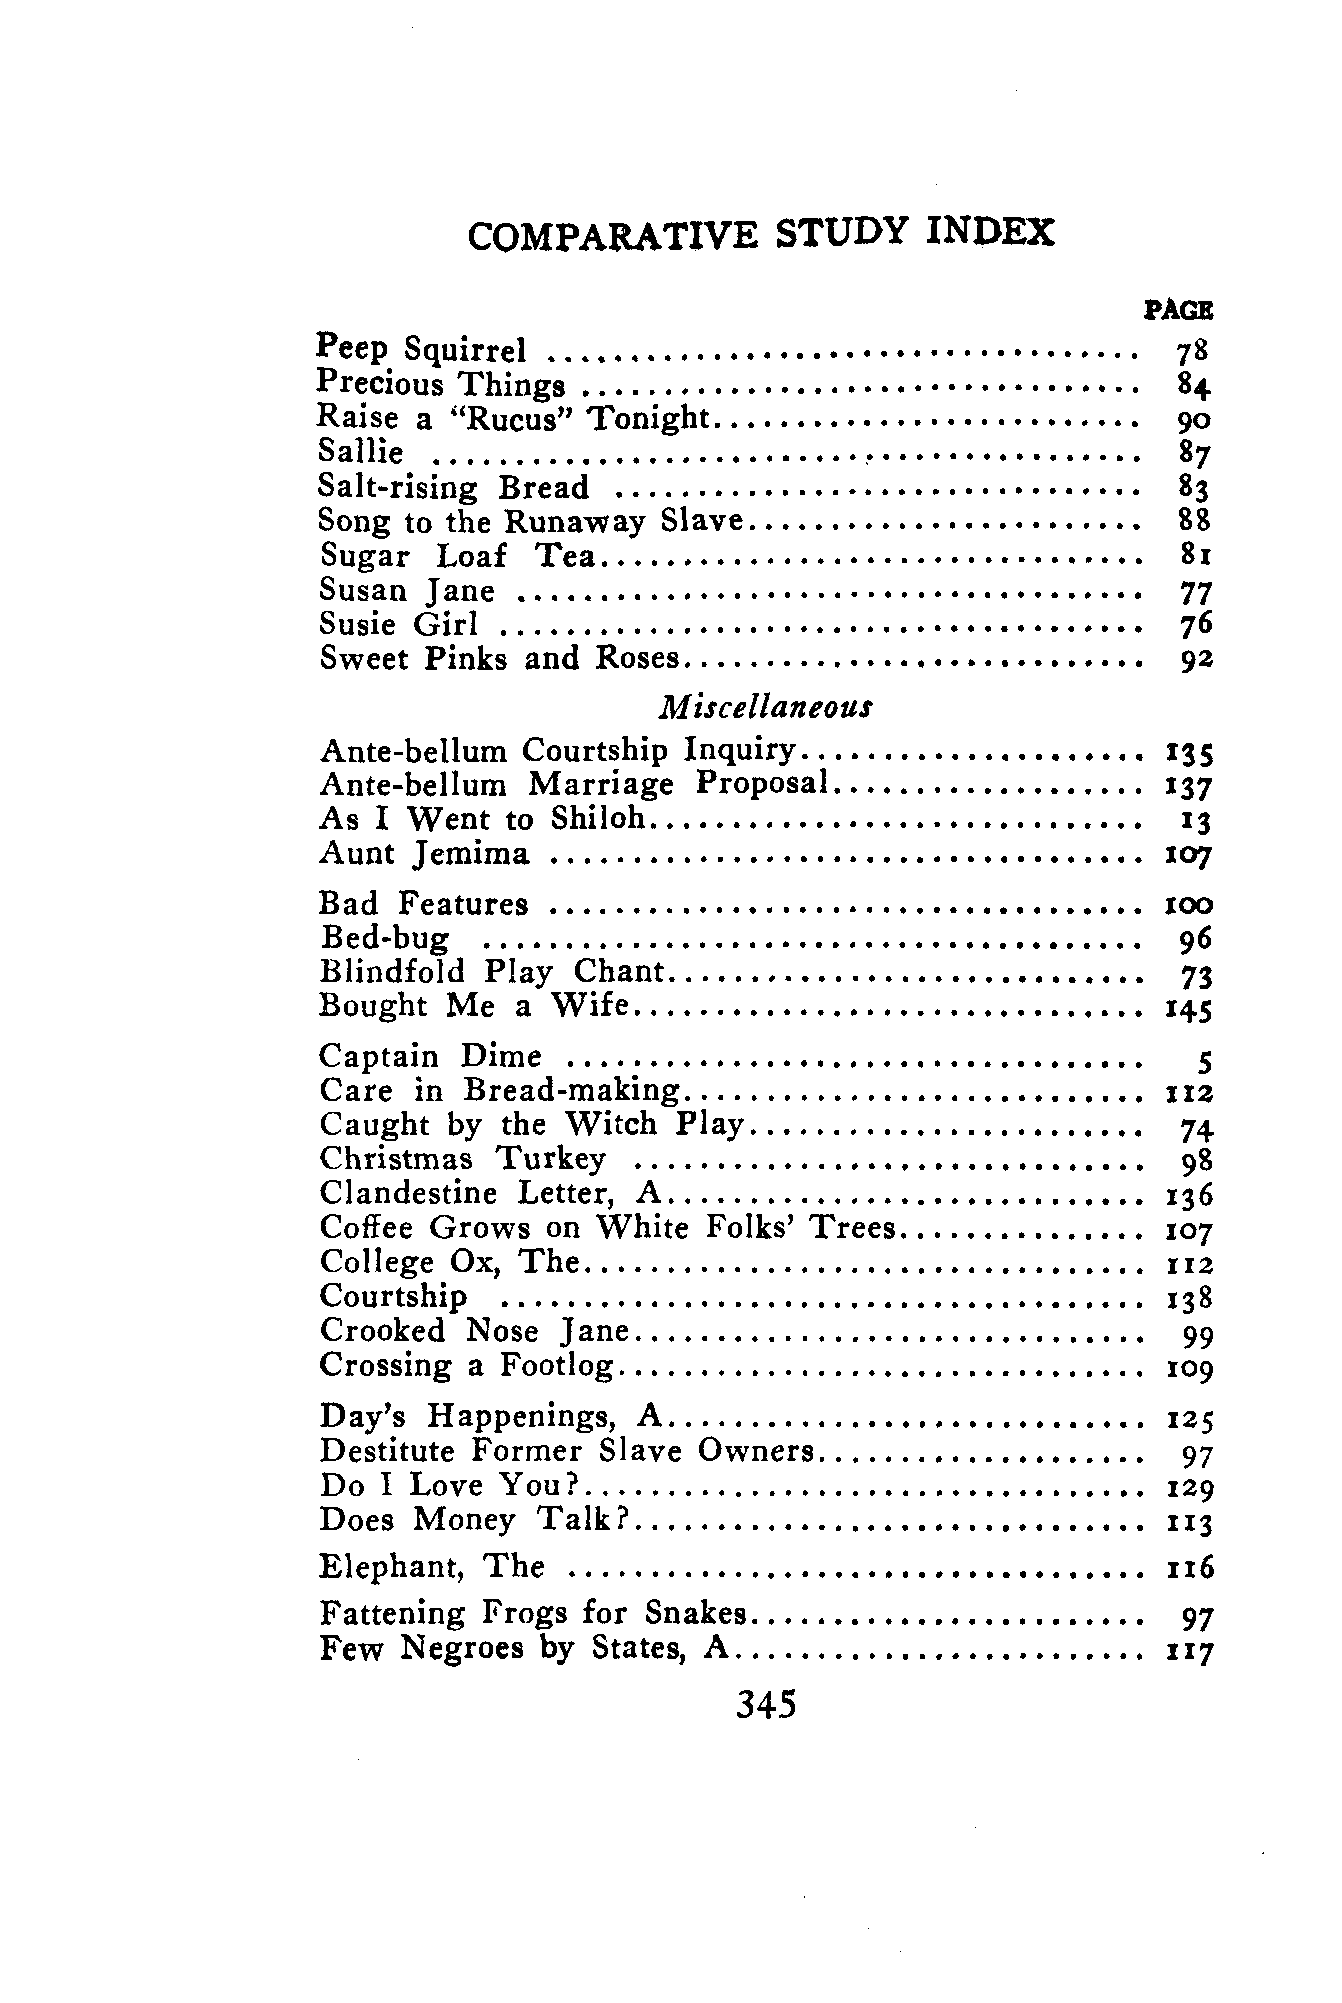 COMPARATIVE STUDY INDEX
PAGE
Peep Squirrel .................................... 78
Precious Things .................................. 84
Raise a “Rucus” Tonight.......................... 90
Sallie ........................................... 87
Salt-rising Bread ................................ 83
Song to the Runaway Slave........................ 88
Sugar Loaf Tea................................. 81
Susan Jane ...................................... 77
Susie Girl ....................................... 76
Sweet Pinks and Roses............................ 92
Miscellaneous
Ante-bellum Courtship Inquiry..................... 135
Ante-bellum Marriage Proposal................... 137
As I Went to Shiloh.............................. 13
Aunt Jemima .................................... 107
Bad Features .................................... 100
Bed-bug ........................................ 96
Blindfold Play Chant............................. 73
Bought Me a Wife............................... 145
Captain Dime ................................... 5
Care in Bread-making............................ 112
Caught by the Witch Play........................ 74
Christmas Turkey ............................... 98
Clandestine Letter, A............................. 136
Coffee Grows on White Folks’ Trees............... 107
College Ox, The.................................. 112
Courtship ....................................... 138
Crooked Nose Jane............................... 99
Crossing a Footlog................................ 109
Day’s Happenings, A............................. 125
Destitute Former Slave Owners.................... 97
Do I Love You?.................................. 129
Does Money Talk?............................... 113
Elephant, The ................................... 116
Fattening Frogs for Snakes........................ 97
Few Negroes by States, A......................... 117
345